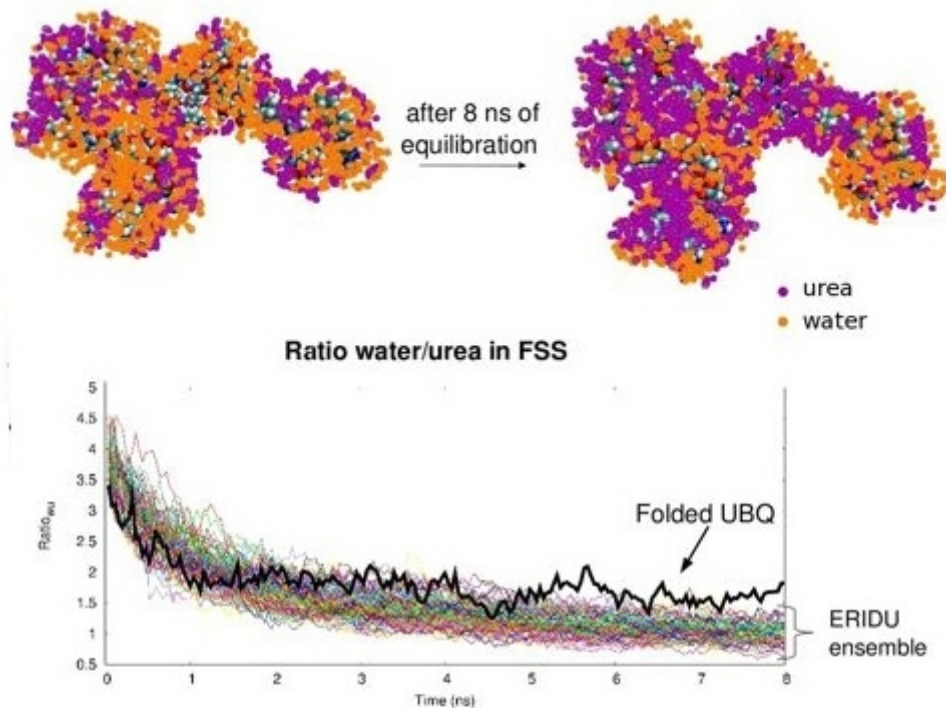 after 8 ns of
equilibration
urea
water
Ratio water/urea in FSS
5
4.5
4
3.5
3
2.5
2
1.5
1
0.5
Ratiowu
Folded UBQ
ERIDU
ensemble
0 1 2 3 4 5 6 7 8
Time (ns)